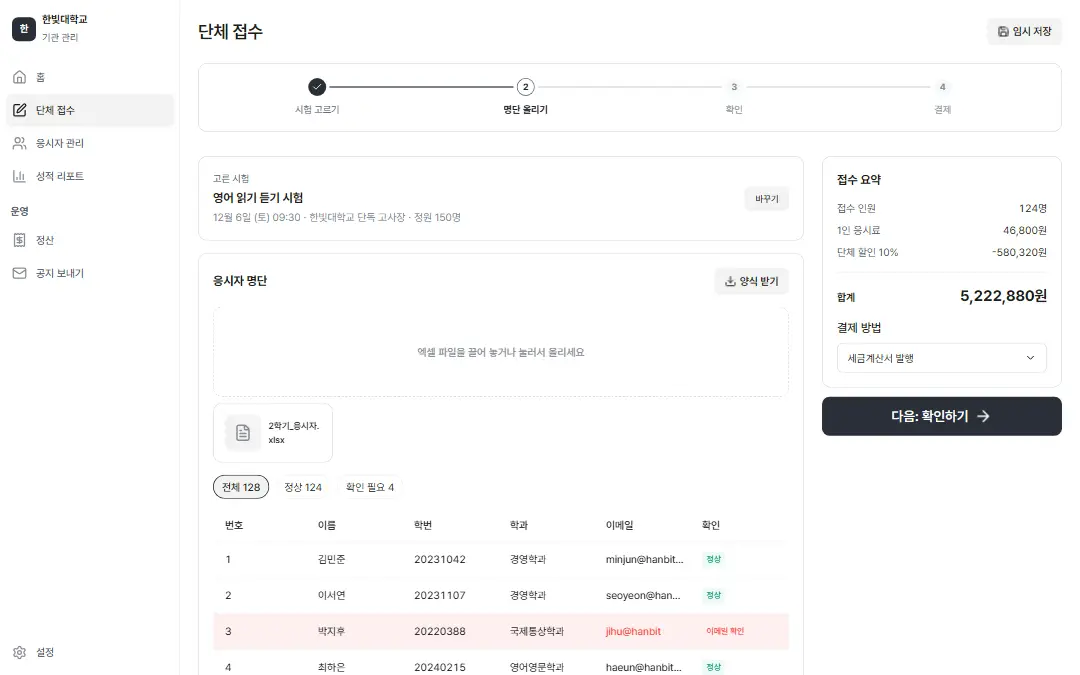 한
한빛대학교
기관 관리
홈
단체 접수
응시자 관리
성적 리포트
운영
정산
공지 보내기
설정
단체 접수
임시 저장
시험 고르기
2
명단 올리기
3
확인
4
결제
고른 시험
영어 읽기 듣기 시험
12월 6일 (토) 09:30 · 한빛대학교 단독 고사장 · 정원 150명
바꾸기
응시자 명단
양식 받기
엑셀 파일을 끌어 놓거나 눌러서 올리세요
2학기_응시자.
xlsx
전체 128 정상 124 확인 필요 4
번호 이름 학번 학과 이메일 확인
1 김민준 20231042 경영학과 minjun@hanbit... 정상
2 이서연 20231107 경영학과 seoyeon@han... 정상
3 박지후 20220388 국제통상학과 jihu@hanbit 이메일 확인
4 최하은 20240215 영어영문학과 haeun@hanbit... 정상
접수 요약
접수 인원 124명
1인 응시료 46,800원
단체 할인 10% -580,320원
합계 5,222,880원
결제 방법
세금계산서 발행
다음: 확인하기